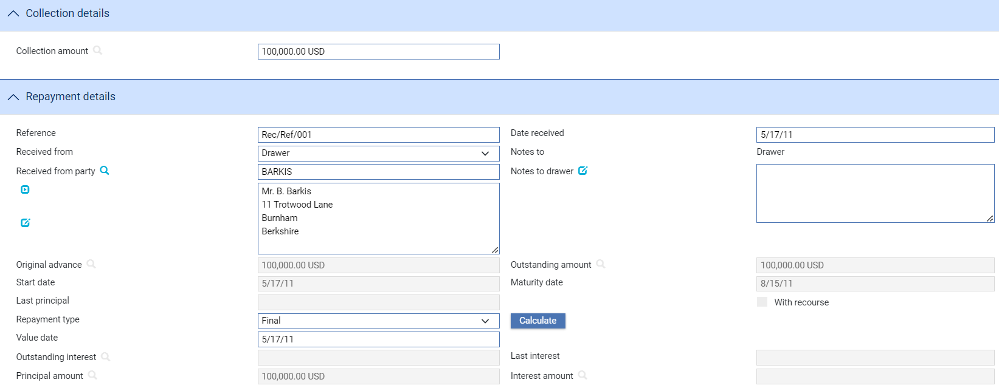 Collection details
Collection amount 100,000.00 USD
Repayment details
Reference Rec/Ref/001 Date received 5/17/11
Received from Drawer Notes to Drawer
Received from party BARKIS Notes to drawer
Mr. B. Barkis
11 Trotwood Lane
Burnham
Berkshire
Original advance 100,000.00 USD Outstanding amount 100,000.00 USD
Start date 5/17/11 Maturity date 8/15/11
Last principal With recourse
Repayment type Final Calculate
Value date 5/17/11
Outstanding interest Last interest
Principal amount 100,000.00 USD Interest amount